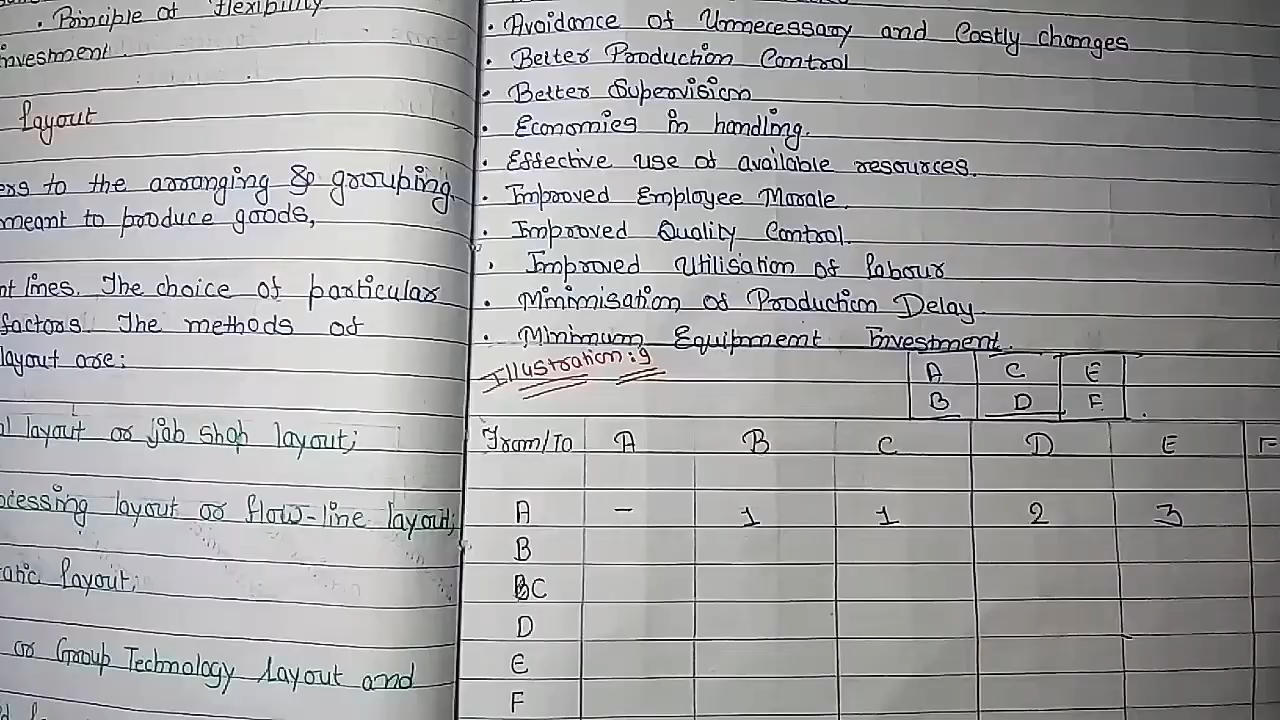 • Principle of flexibility
invesment.
layout
ers to the arranging & grouping
meant to produce goods,
nt lines. The choice of particular
factors. The methods of
layout are:
l layout or job shop layout;
ocessing layout or flow-line layout;
atic layout;
or Group Technology layout and
• Avoidance of Unnecessary and Costly changes
• Better Production Control
• Better Supervision
• Economies in handling.
• Effective use of available resources.
• Improved Employee Morale.
• Improved Quality Control.
• Improved Utilisation of labour
• Minimisation of Production Delay
• Minimum Equipment Investment.
Illustration: 9
A C E
B D F
From/To A B C D E F
A - 1 1 2 3
B
BC
D
E
F